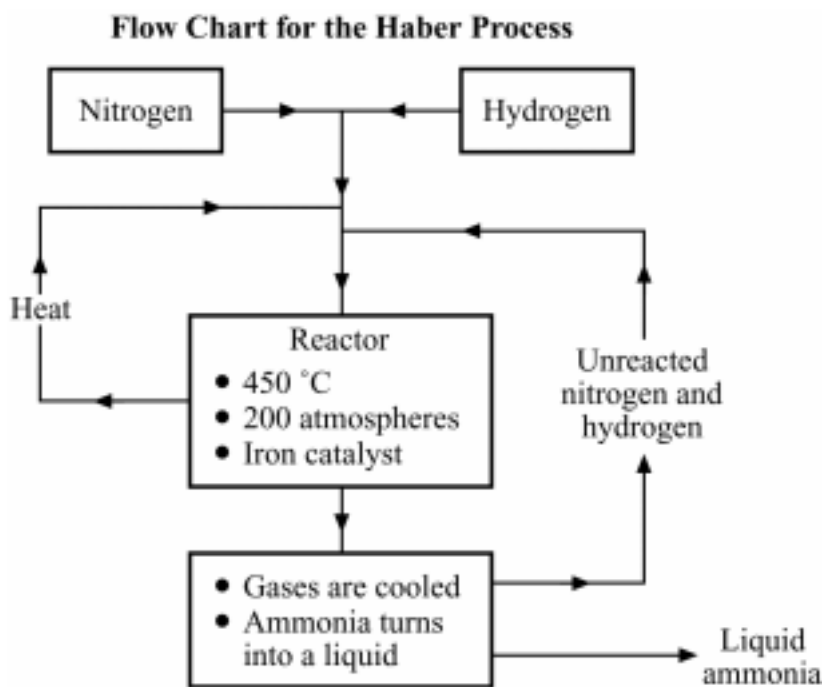 Flow Chart for the Haber Process
Nitrogen
Hydrogen
Heat
Reactor
• 450 °C
• 200 atmospheres
• Iron catalyst
Unreacted
nitrogen and
hydrogen
• Gases are cooled
• Ammonia turns
into a liquid
Liquid
ammonia